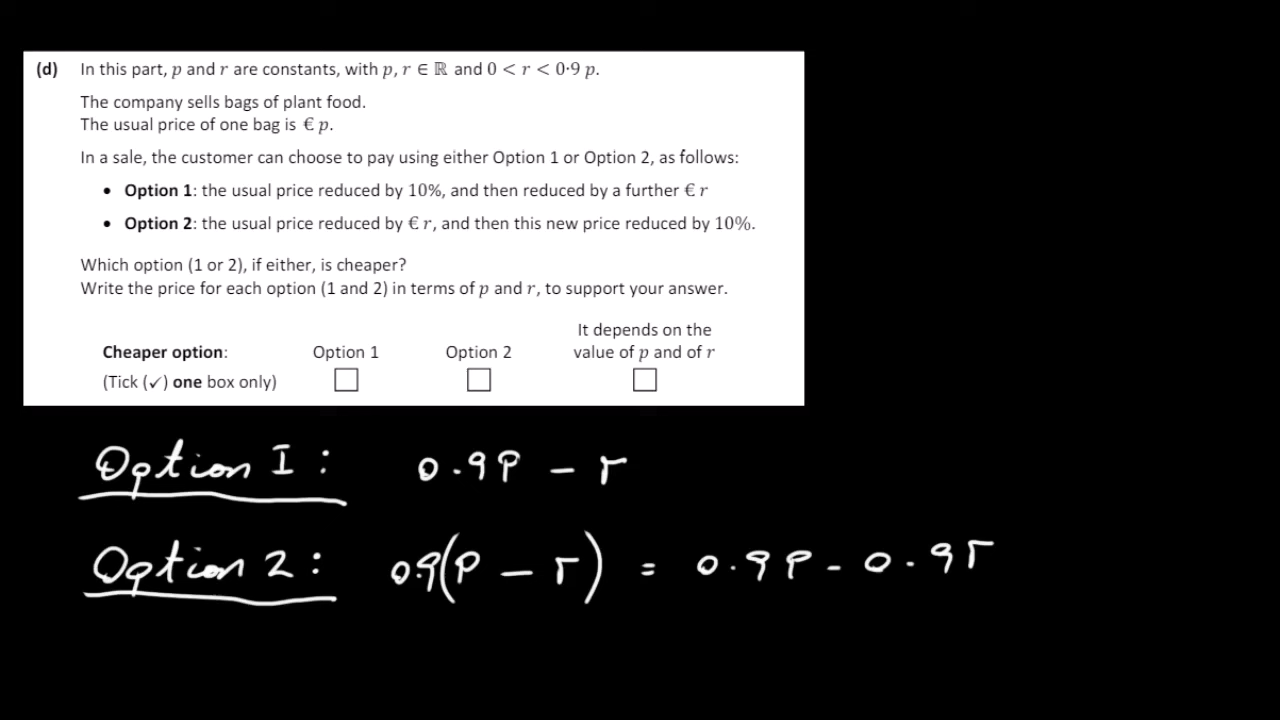 (d) In this part, p and r are constants, with p, r ∈ ℝ and 0 < r < 0·9 p.
The company sells bags of plant food.
The usual price of one bag is € p.
In a sale, the customer can choose to pay using either Option 1 or Option 2, as follows:
• Option 1: the usual price reduced by 10%, and then reduced by a further € r
• Option 2: the usual price reduced by € r, and then this new price reduced by 10%.
Which option (1 or 2), if either, is cheaper?
Write the price for each option (1 and 2) in terms of p and r, to support your answer.
It depends on the
Cheaper option: Option 1 Option 2 value of p and of r
(Tick (✓) one box only)
Option 1 : 0.9P - r
Option 2 : 0.9(P - r) = 0.9P - 0.9r